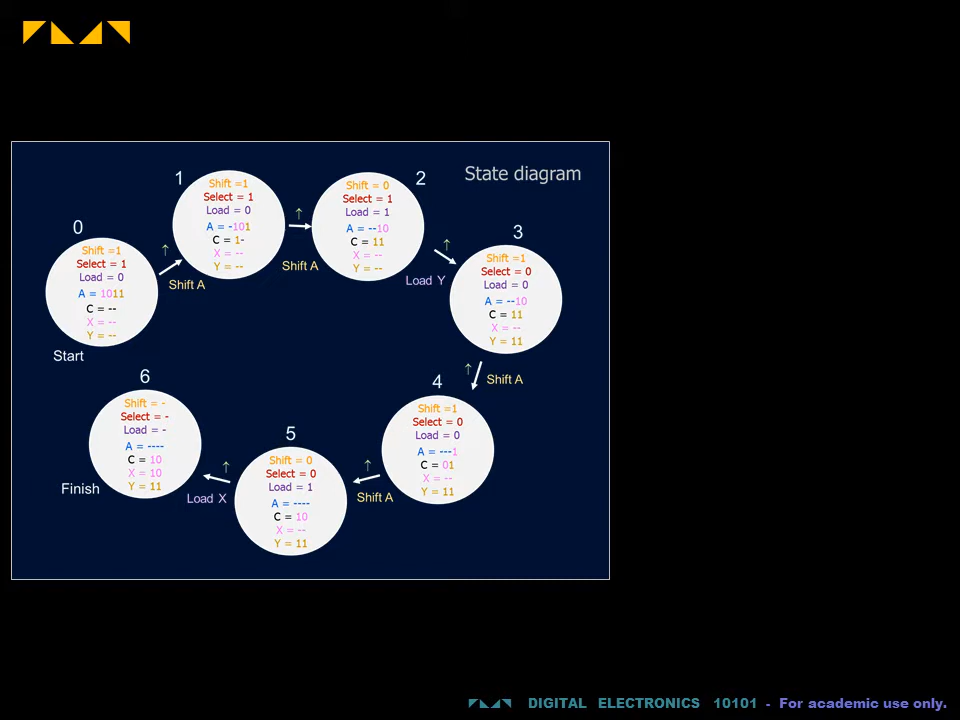 State diagram
0
Shift =1
Select = 1
Load = 0
A = 1011
C = --
X = --
Y = --
Start
↑
Shift A
1
Shift =1
Select = 1
Load = 0
A = -101
C = 1-
X = --
Y = --
↑
Shift A
2
Shift = 0
Select = 1
Load = 1
A = --10
C = 11
X = --
Y = --
↑
Load Y
3
Shift =1
Select = 0
Load = 0
A = --10
C = 11
X = --
Y = 11
↑
Shift A
4
Shift =1
Select = 0
Load = 0
A = ---1
C = 01
X = --
Y = 11
↑
Shift A
5
Shift = 0
Select = 0
Load = 1
A = ----
C = 10
X = --
Y = 11
↑
Load X
6
Shift = -
Select = -
Load = -
A = ----
C = 10
X = 10
Y = 11
Finish
DIGITAL ELECTRONICS 10101 - For academic use only.